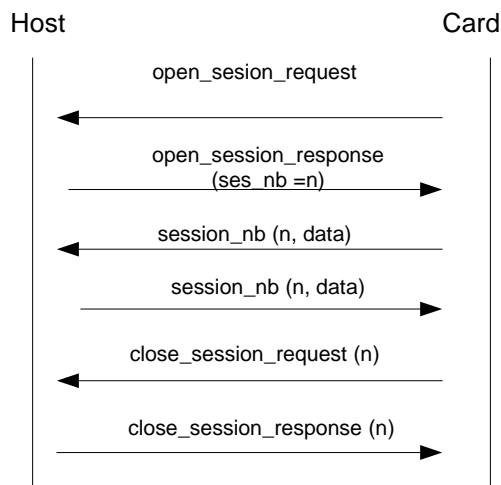 Host
Card
open_sesion_request
open_session_response
(ses_nb =n)
session_nb (n, data)
session_nb (n, data)
close_session_request (n)
close_session_response (n)